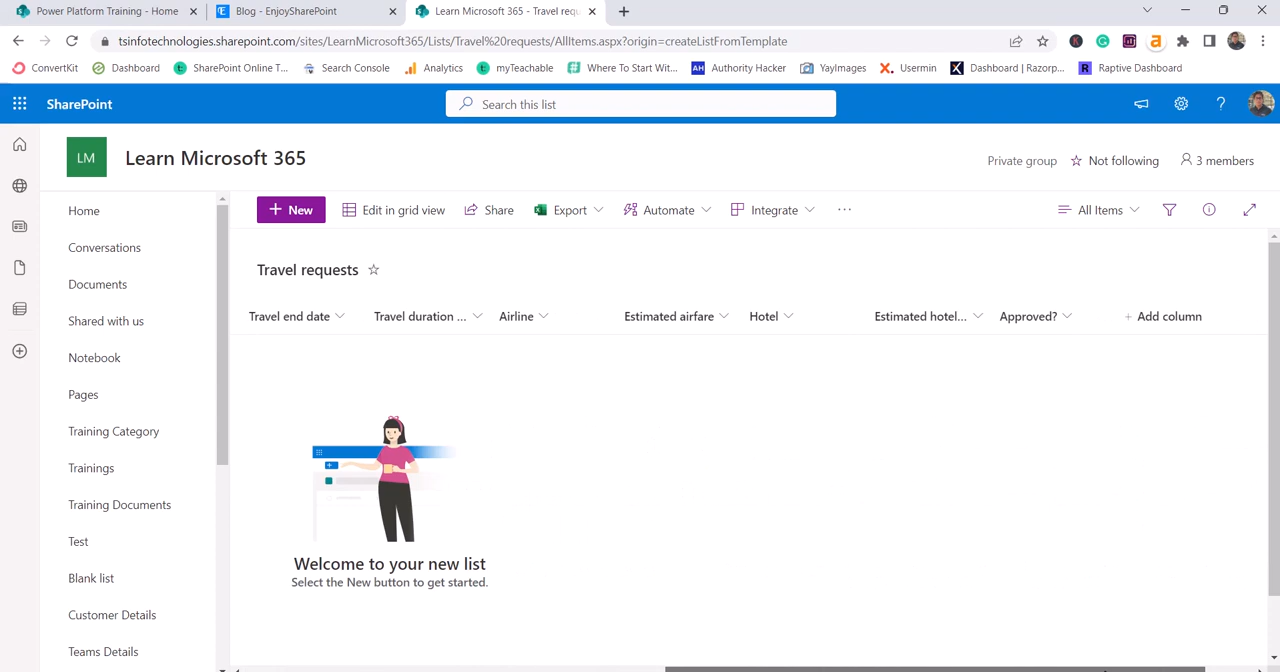 Power Platform Training - Home
Blog - EnjoySharePoint
Learn Microsoft 365 - Travel requ
tsinfotechnologies.sharepoint.com/sites/LearnMicrosoft365/Lists/Travel%20requests/AllItems.aspx?origin=createListFromTemplate
ConvertKit Dashboard SharePoint Online T... Search Console Analytics myTeachable Where To Start Wit... AH Authority Hacker YayImages Usermin Dashboard | Razorp... R Raptive Dashboard
SharePoint Search this list ?
LM Learn Microsoft 365
Private group Not following 3 members
Home
Conversations
Documents
Shared with us
Notebook
Pages
Training Category
Trainings
Training Documents
Test
Blank list
Customer Details
Teams Details
+ New Edit in grid view Share Export Automate Integrate ... All Items
Travel requests
Travel end date Travel duration ... Airline Estimated airfare Hotel Estimated hotel... Approved? + Add column
Welcome to your new list
Select the New button to get started.